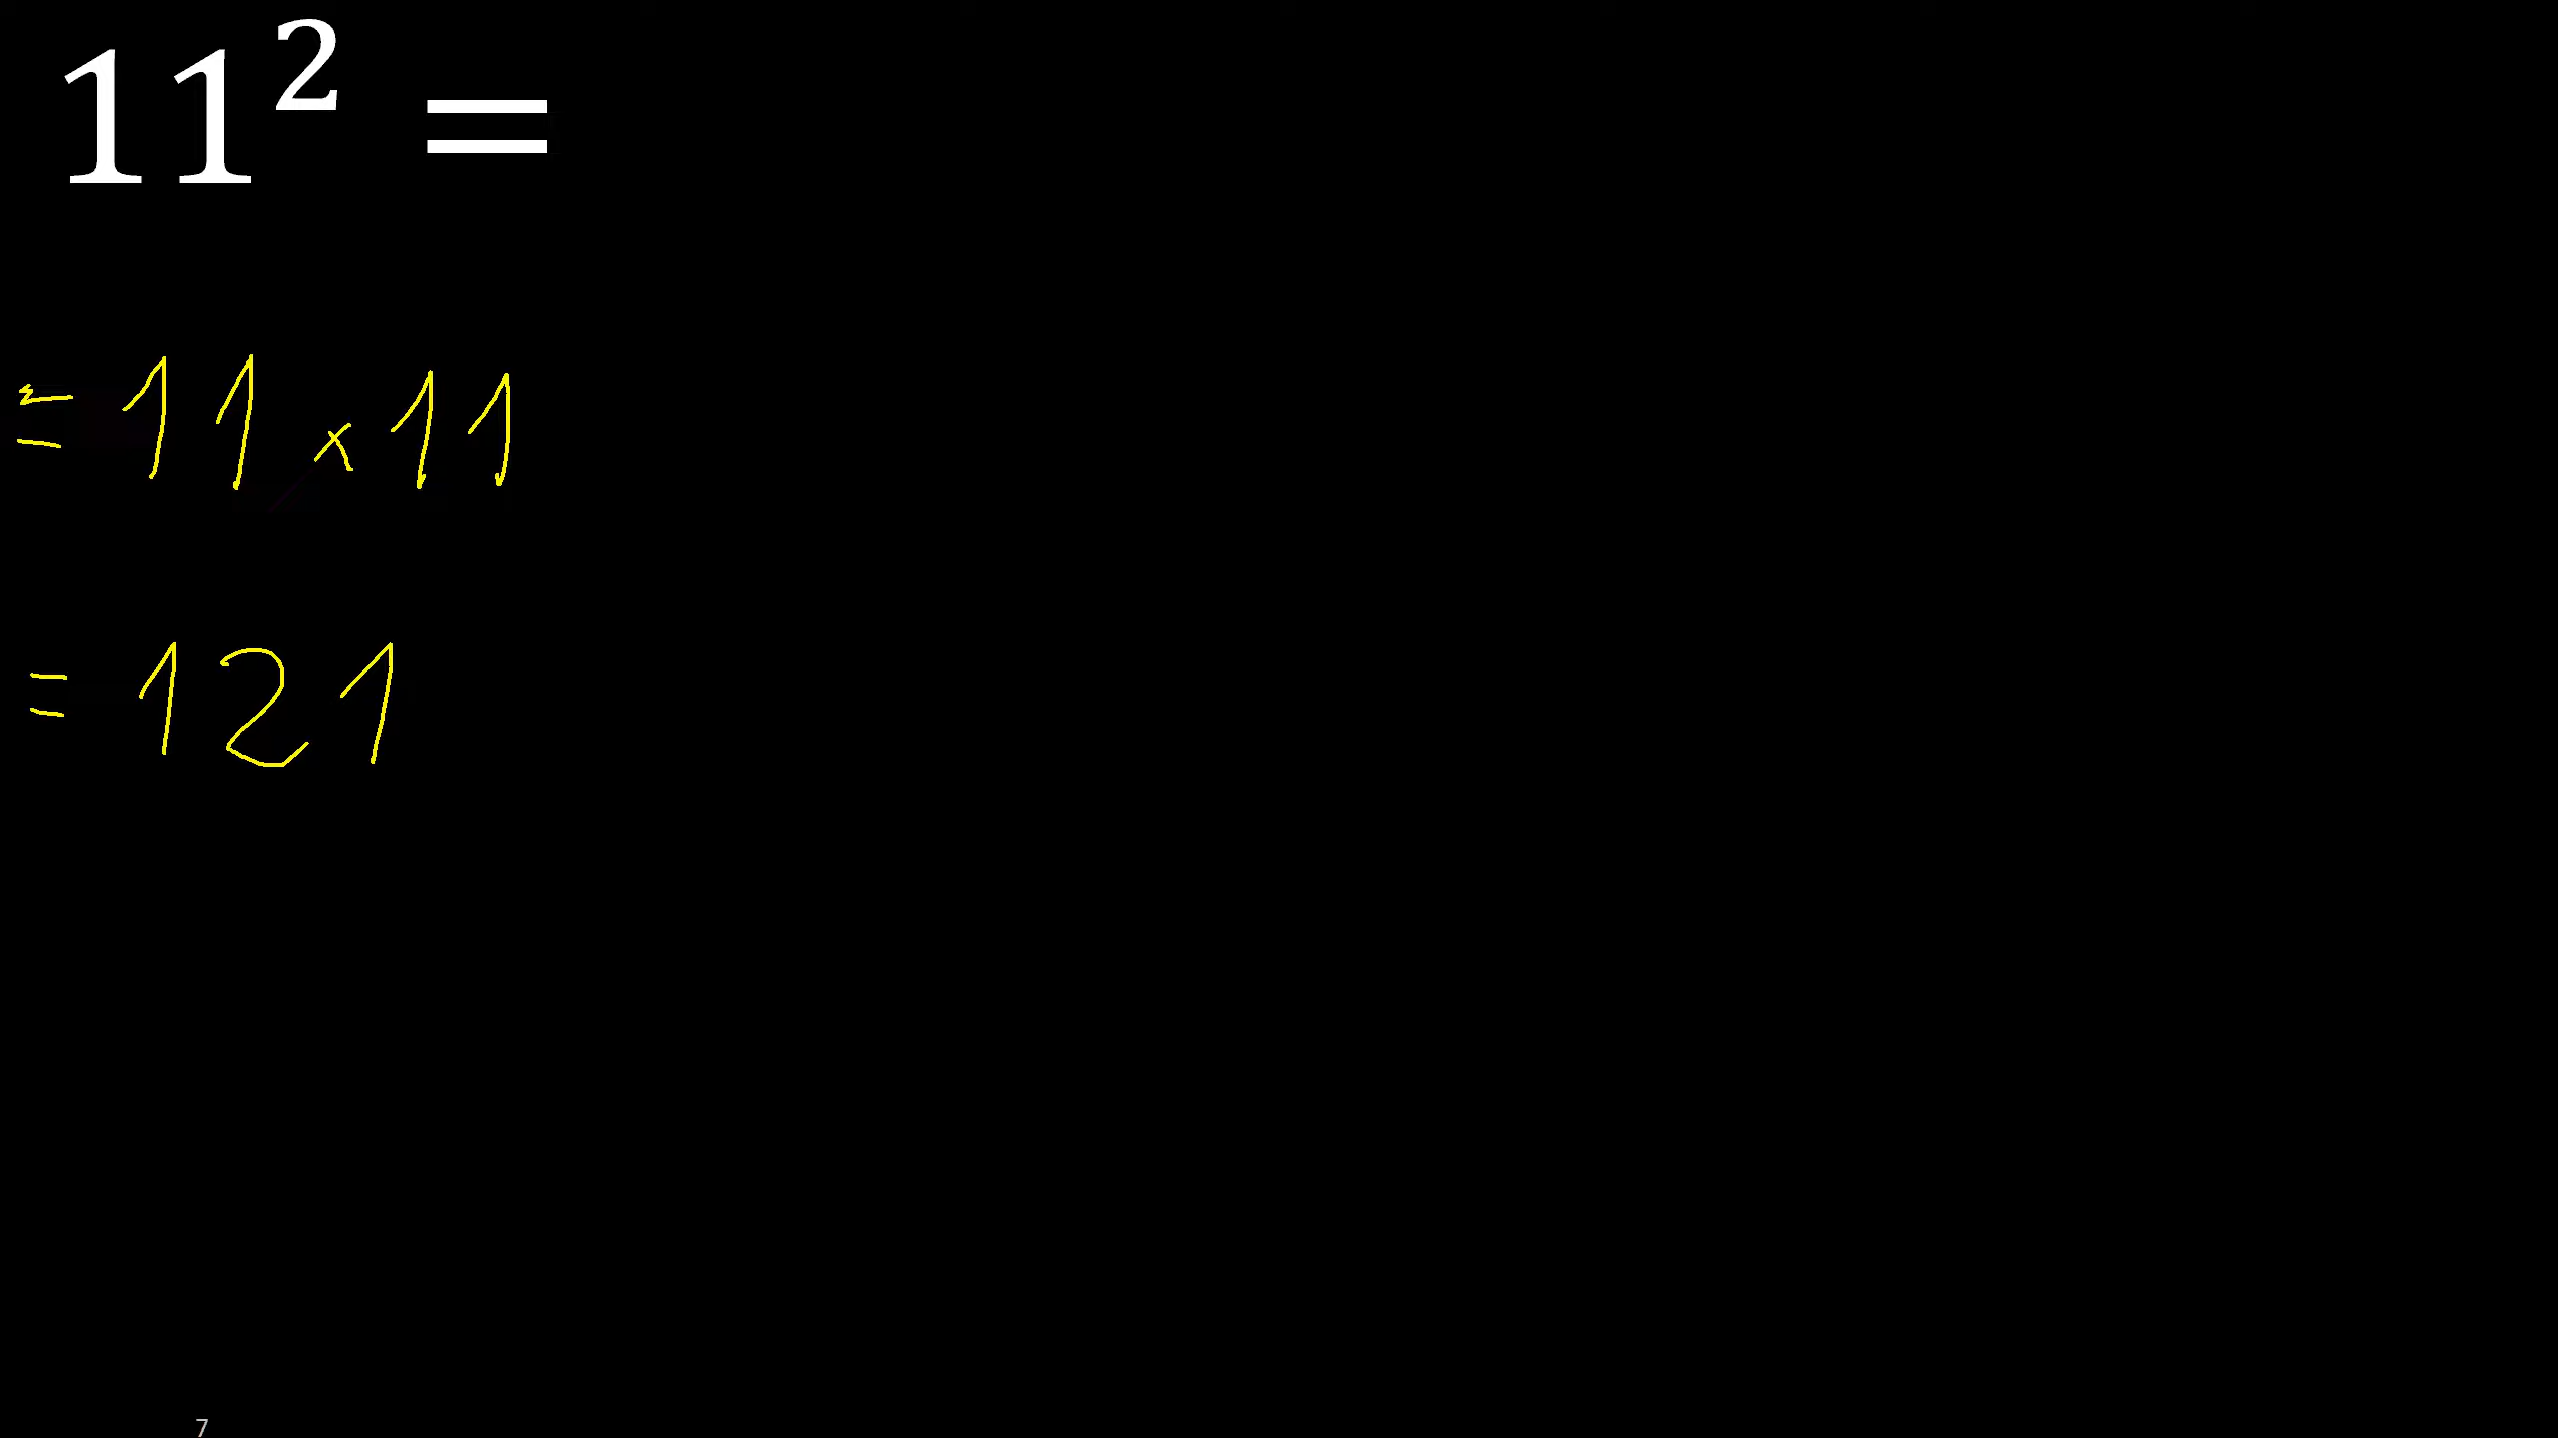 11² =
= 11 x 11
= 121
7